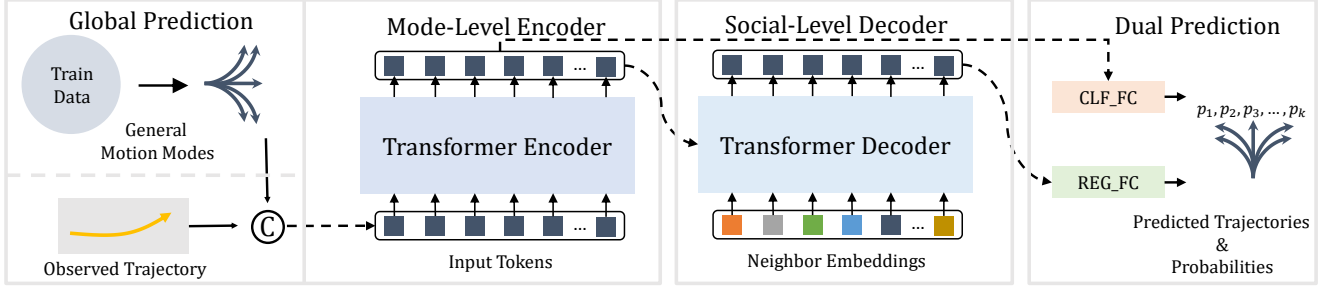 Global Prediction
Train
Data
General
Motion Modes
Observed Trajectory
C
Mode-Level Encoder
...
Transformer Encoder
...
Input Tokens
Social-Level Decoder
...
Transformer Decoder
...
Neighbor Embeddings
Dual Prediction
CLF_FC
p₁, p₂, p₃, ..., pₖ
REG_FC
Predicted Trajectories
&
Probabilities